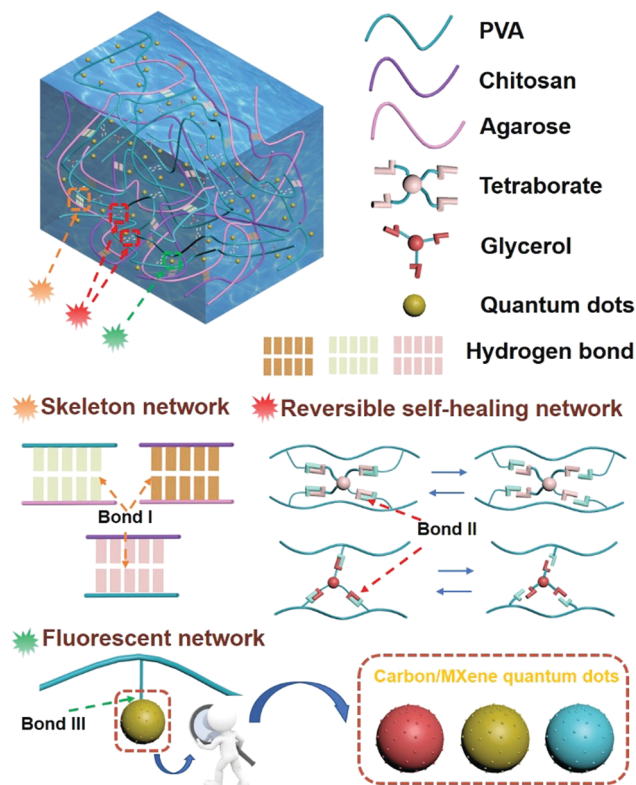 PVA
Chitosan
Agarose
Tetraborate
Glycerol
Quantum dots
Hydrogen bond
Skeleton network
Bond I
Reversible self-healing network
Bond II
Fluorescent network
Bond III
Carbon/MXene quantum dots